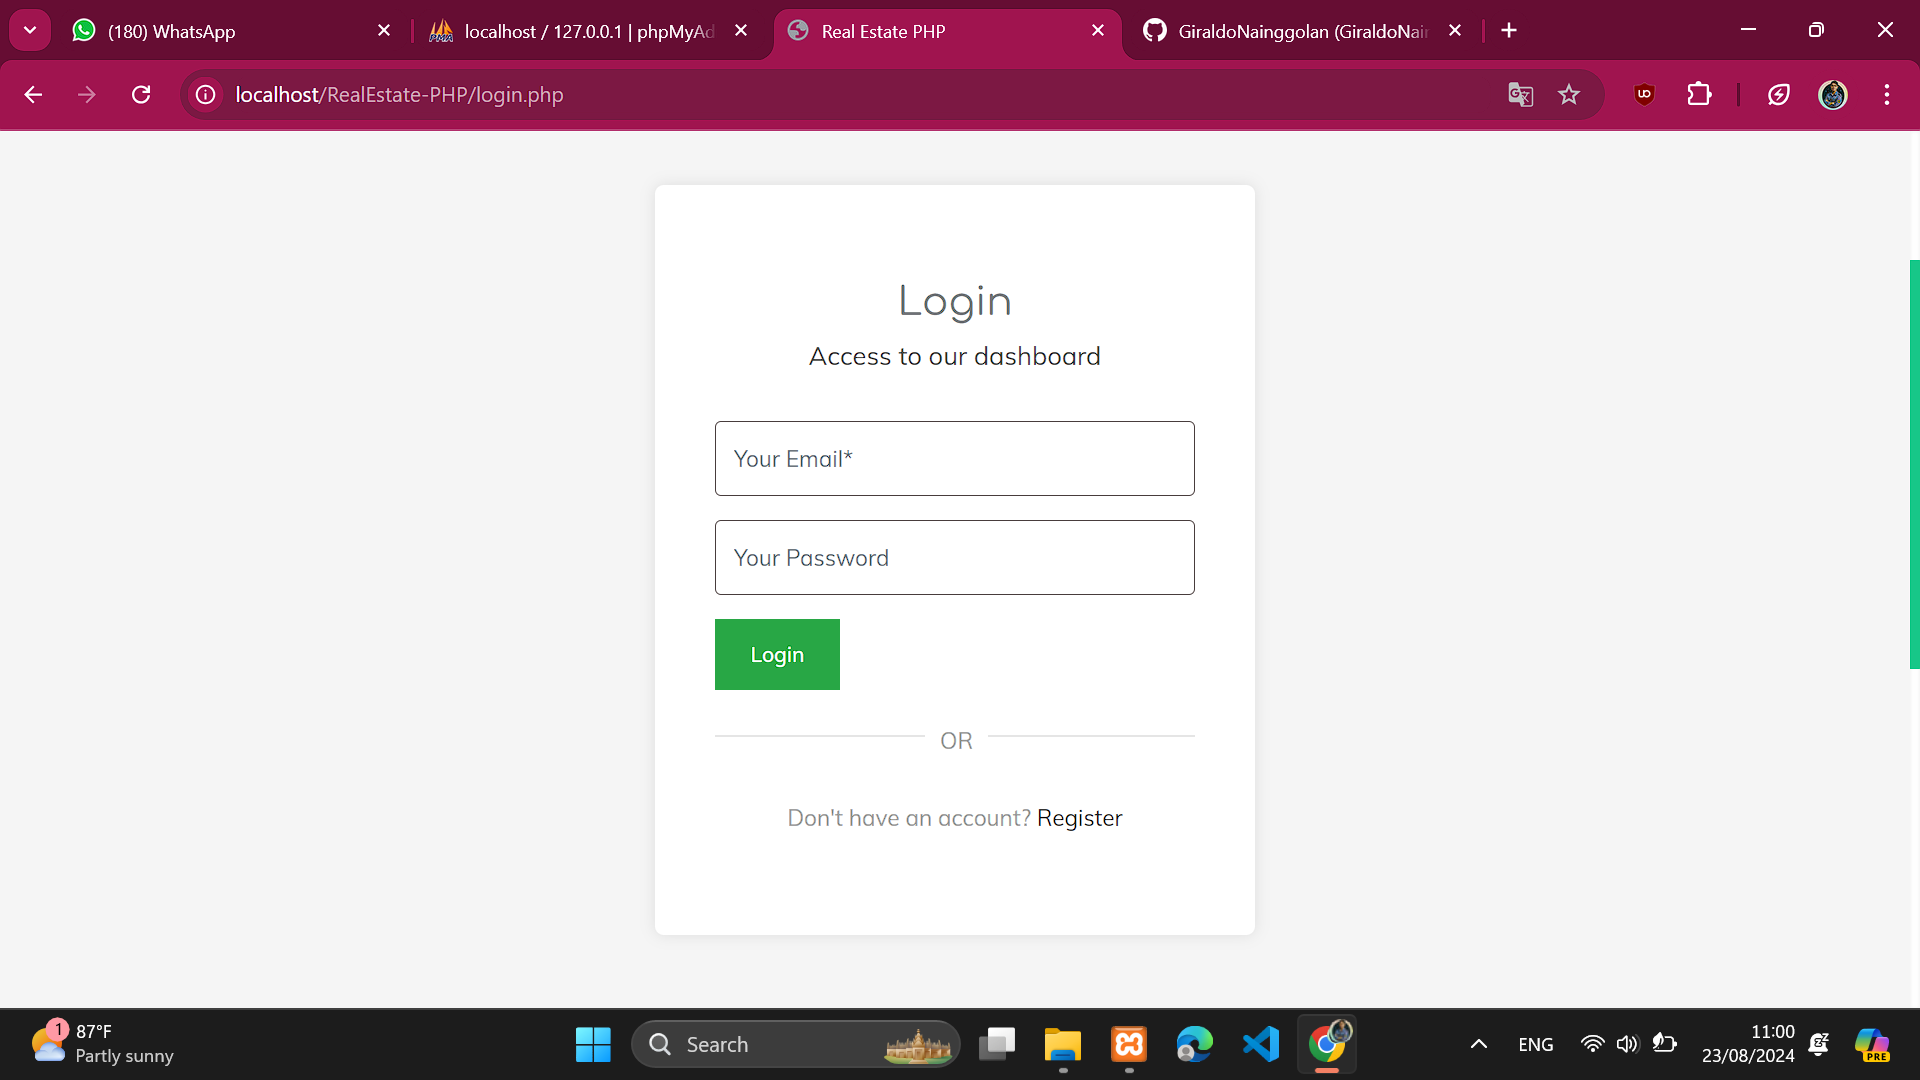 (180) WhatsApp
localhost / 127.0.0.1 | phpMyAd
Real Estate PHP
GiraldoNainggolan (GiraldoNain
localhost/RealEstate-PHP/login.php
Login
Access to our dashboard
Your Email*
Your Password
Login
OR
Don't have an account? Register
1
87°F
Partly sunny
Search
ENG
11:00
23/08/2024
PRE